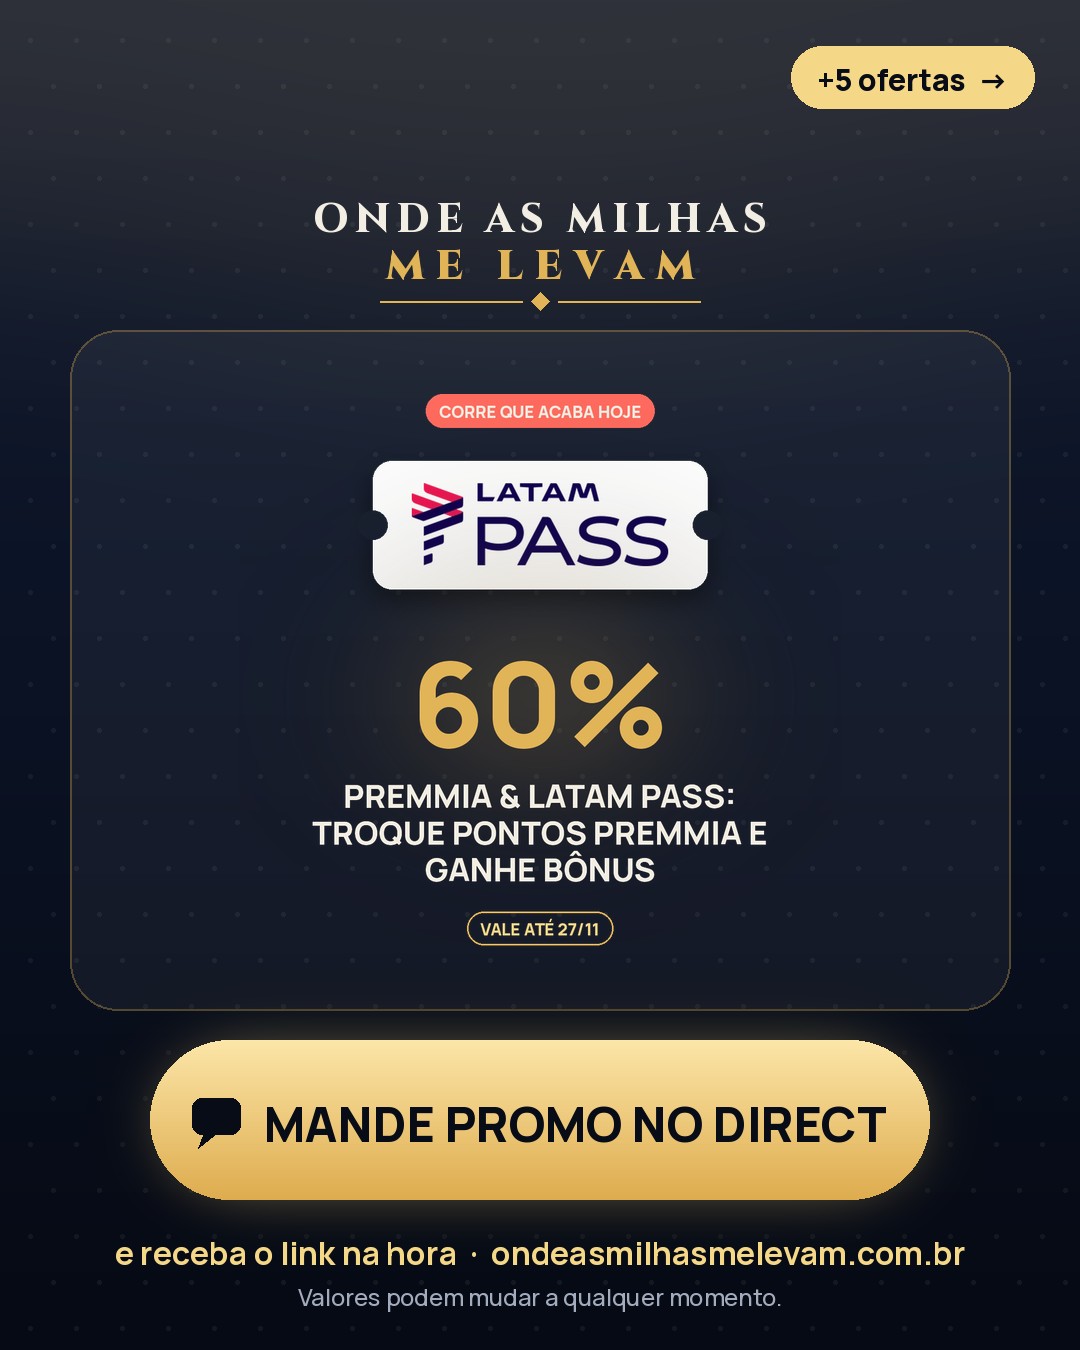 +5 ofertas →
ONDE AS MILHAS
ME LEVAM
CORRE QUE ACABA HOJE
LATAM
PASS
60%
PREMMIA & LATAM PASS:
TROQUE PONTOS PREMMIA E
GANHE BÔNUS
VALE ATÉ 27/11
MANDE PROMO NO DIRECT
e receba o link na hora · ondeasmilhasmelevam.com.br
Valores podem mudar a qualquer momento.